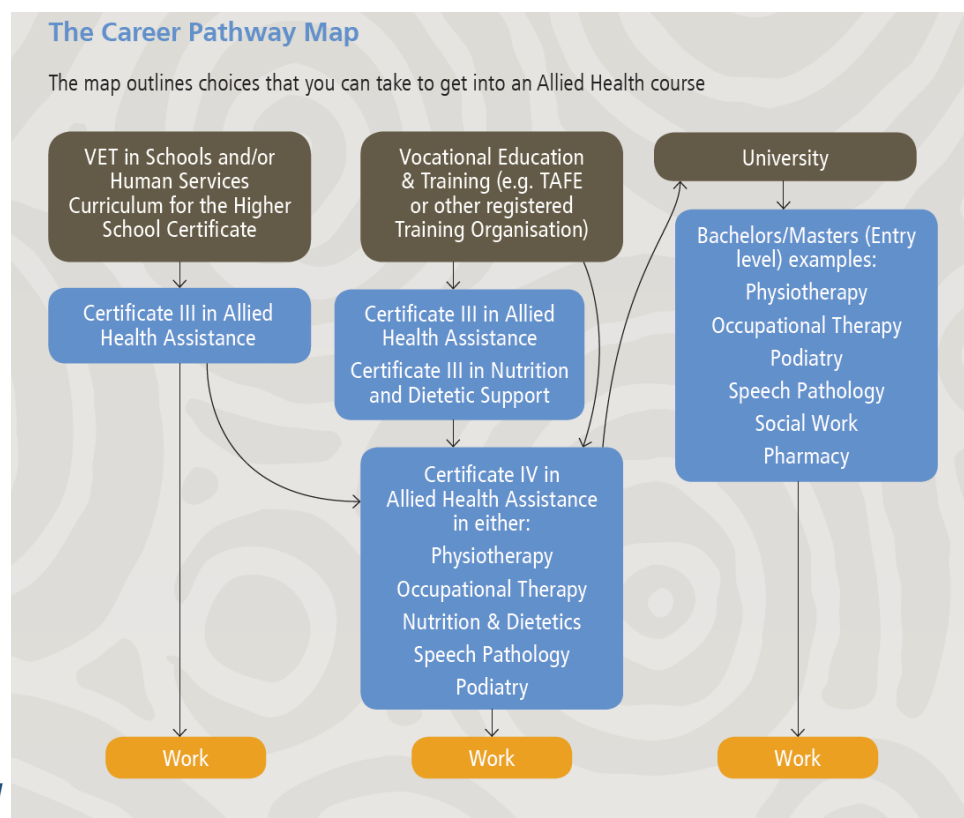 The Career Pathway Map
The map outlines choices that you can take to get into an Allied Health course
VET in Schools and/or
Human Services
Curriculum for the Higher
School Certificate
Certificate III in Allied
Health Assistance
Work
Vocational Education
& Training (e.g. TAFE
or other registered
Training Organisation)
Certificate III in Allied
Health Assistance
Certificate III in Nutrition
and Dietetic Support
Certificate IV in
Allied Health Assistance
in either:
Physiotherapy
Occupational Therapy
Nutrition & Dietetics
Speech Pathology
Podiatry
Work
University
Bachelors/Masters (Entry
level) examples:
Physiotherapy
Occupational Therapy
Podiatry
Speech Pathology
Social Work
Pharmacy
Work